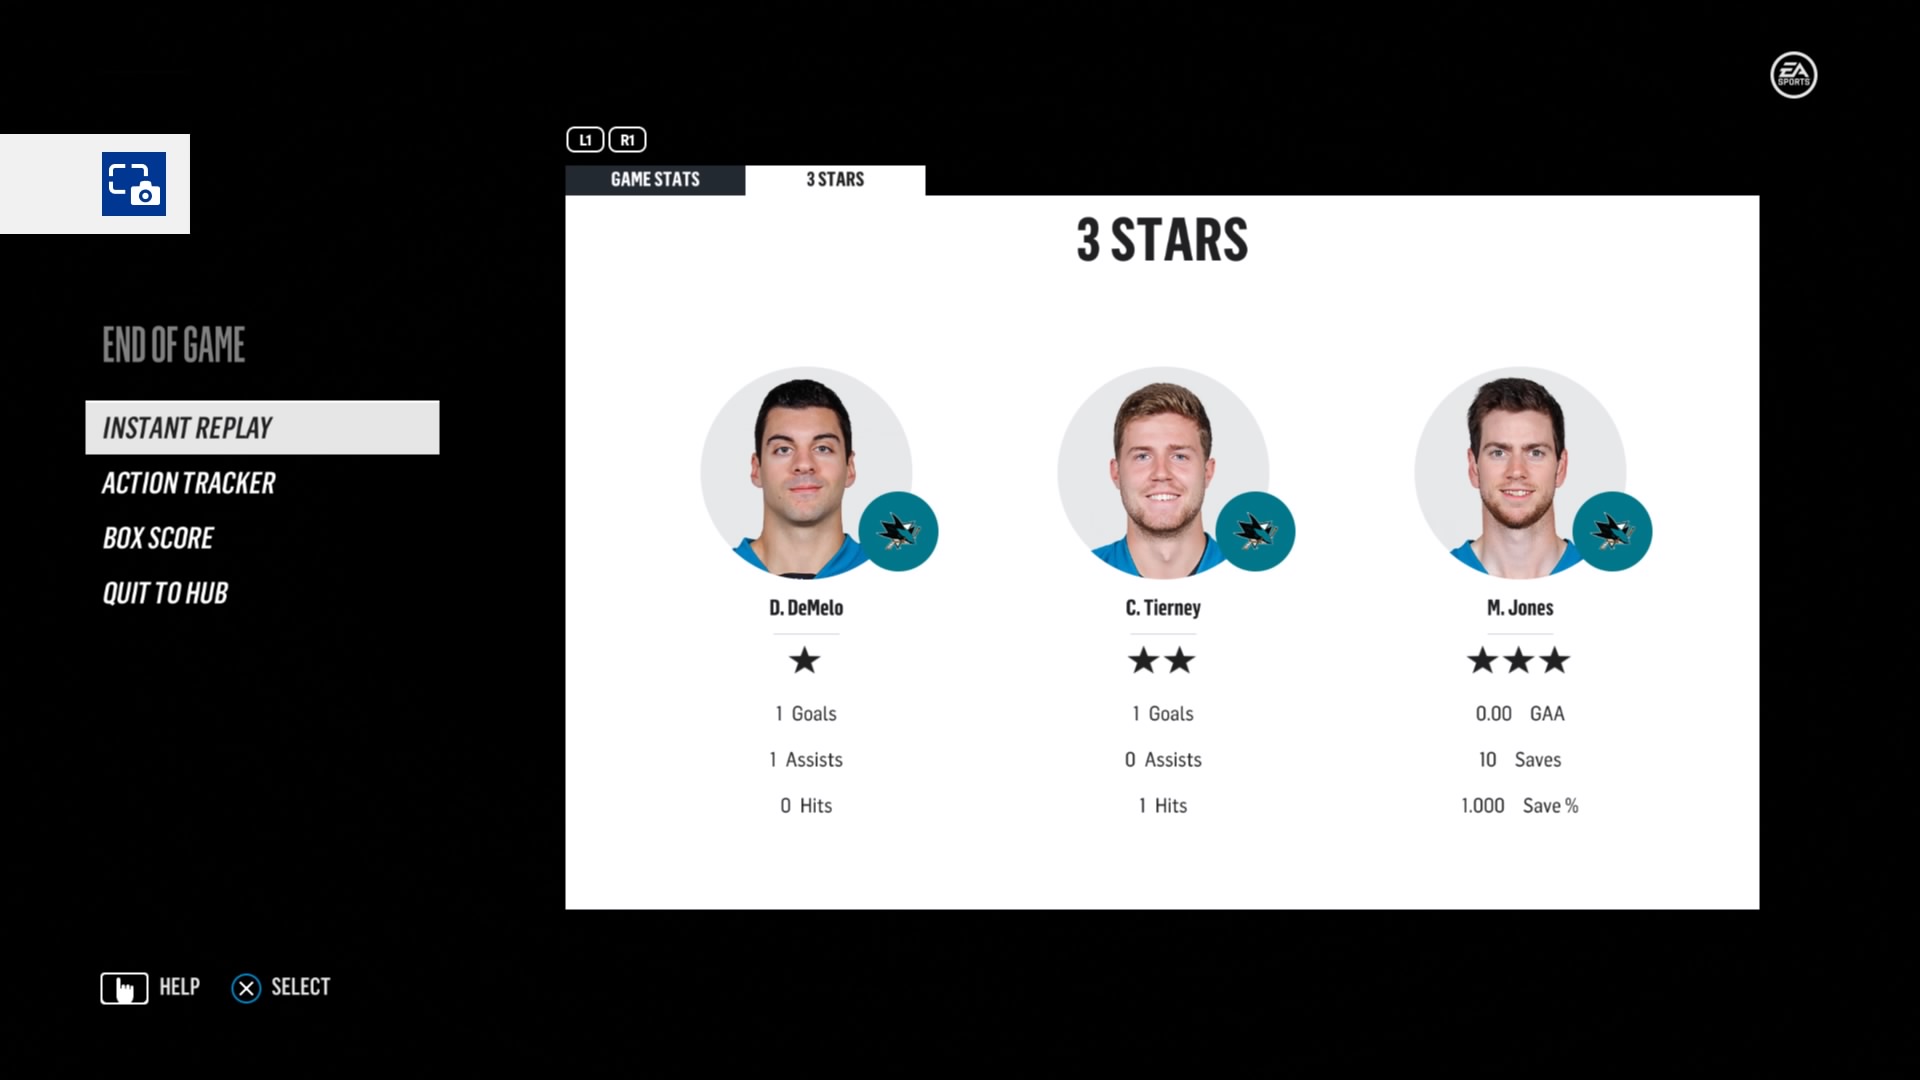 EA
SPORTS
L1 R1
GAME STATS 3 STARS
3 STARS
END OF GAME
INSTANT REPLAY
ACTION TRACKER
BOX SCORE
QUIT TO HUB
D. DeMelo C. Tierney M. Jones
1 Goals 1 Goals 0.00 GAA
1 Assists 0 Assists 10 Saves
0 Hits 1 Hits 1.000 Save %
HELP SELECT